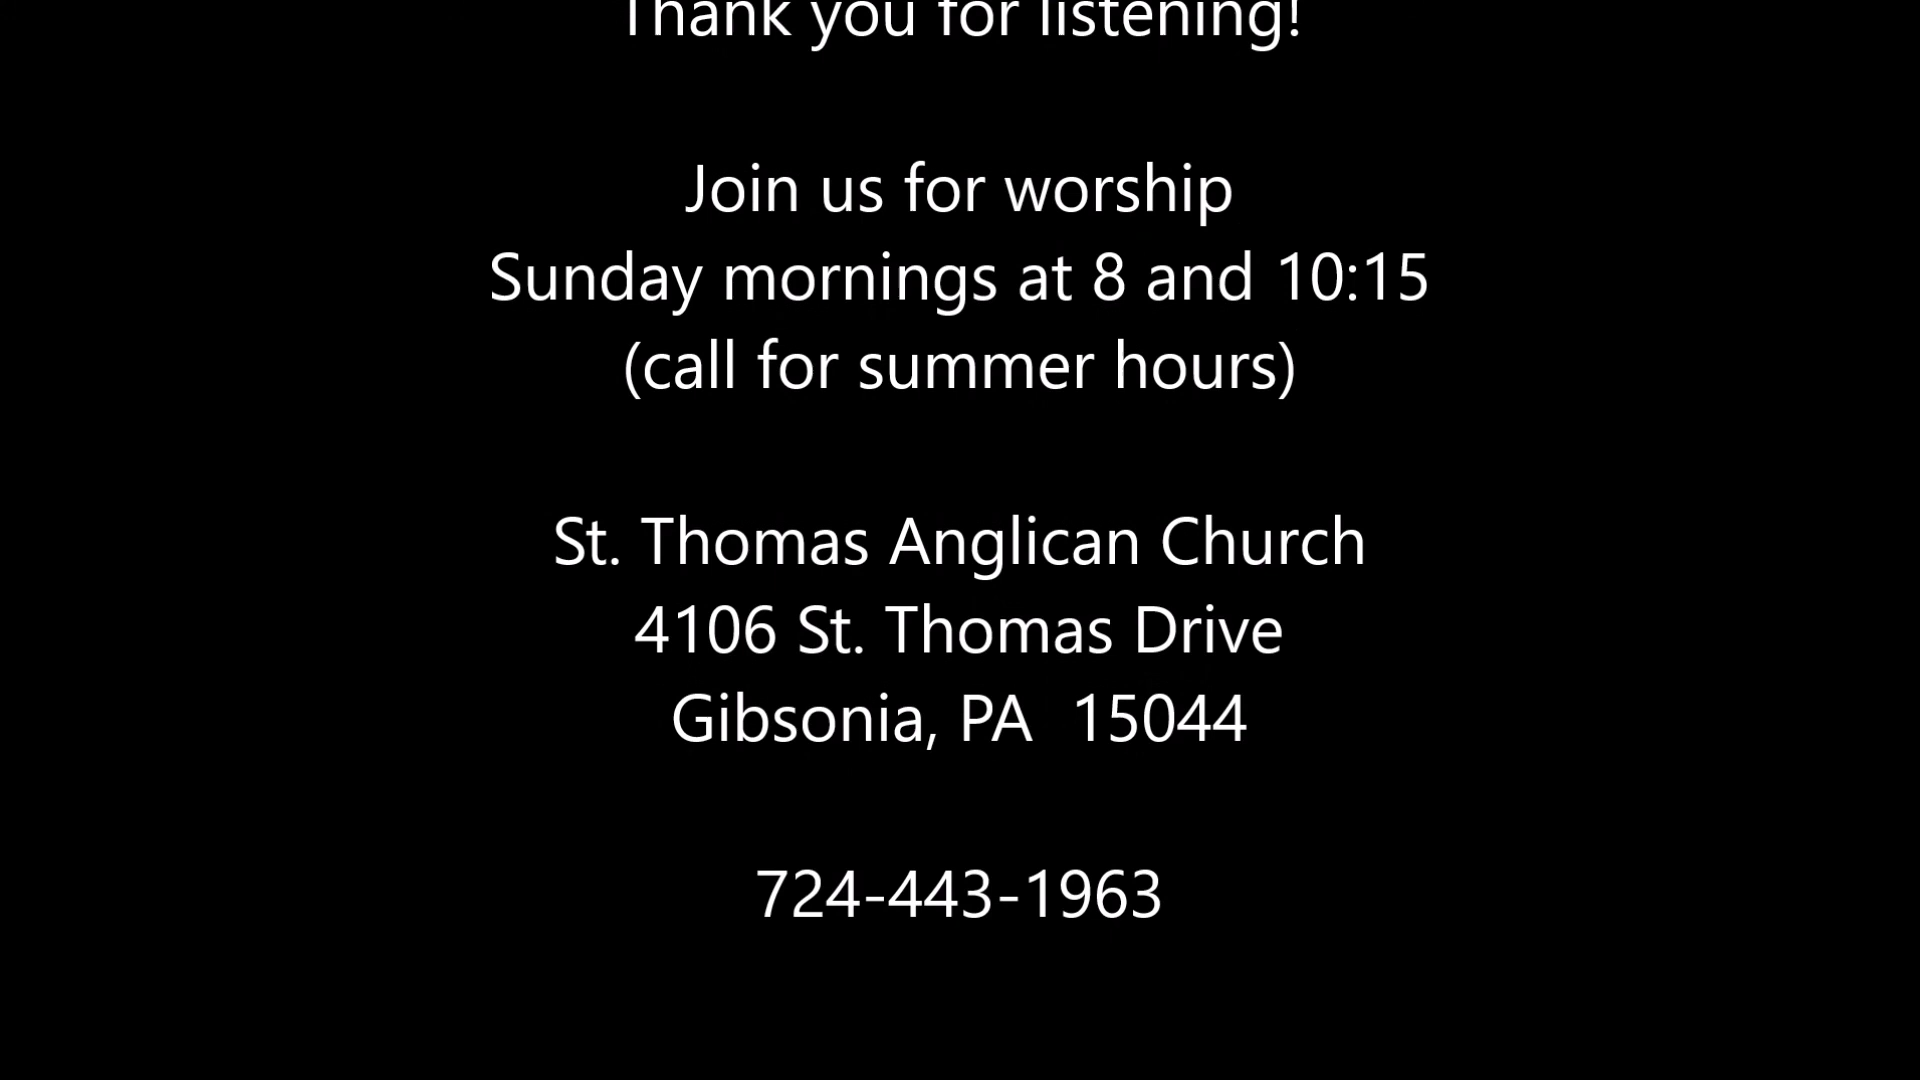 Thank you for listening!
Join us for worship
Sunday mornings at 8 and 10:15
(call for summer hours)
St. Thomas Anglican Church
4106 St. Thomas Drive
Gibsonia, PA  15044
724-443-1963